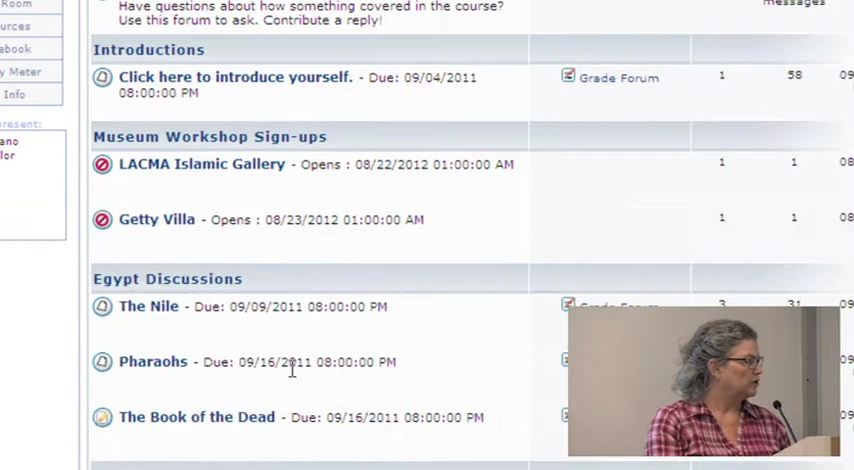 Room
Have questions about how something covered in the course?
Use this forum to ask. Contribute a reply!
messages
Introductions
Click here to introduce yourself. - Due: 09/04/2011
08:00:00 PM
Grade Forum
1
58
Info
Museum Workshop Sign-ups
LACMA Islamic Gallery - Opens : 08/22/2012 01:00:00 AM
1
1
Getty Villa - Opens : 08/23/2012 01:00:00 AM
1
1
Egypt Discussions
The Nile - Due: 09/09/2011 08:00:00 PM
Grade Forum
3
31
Pharaohs - Due: 09/16/2011 08:00:00 PM
The Book of the Dead - Due: 09/16/2011 08:00:00 PM